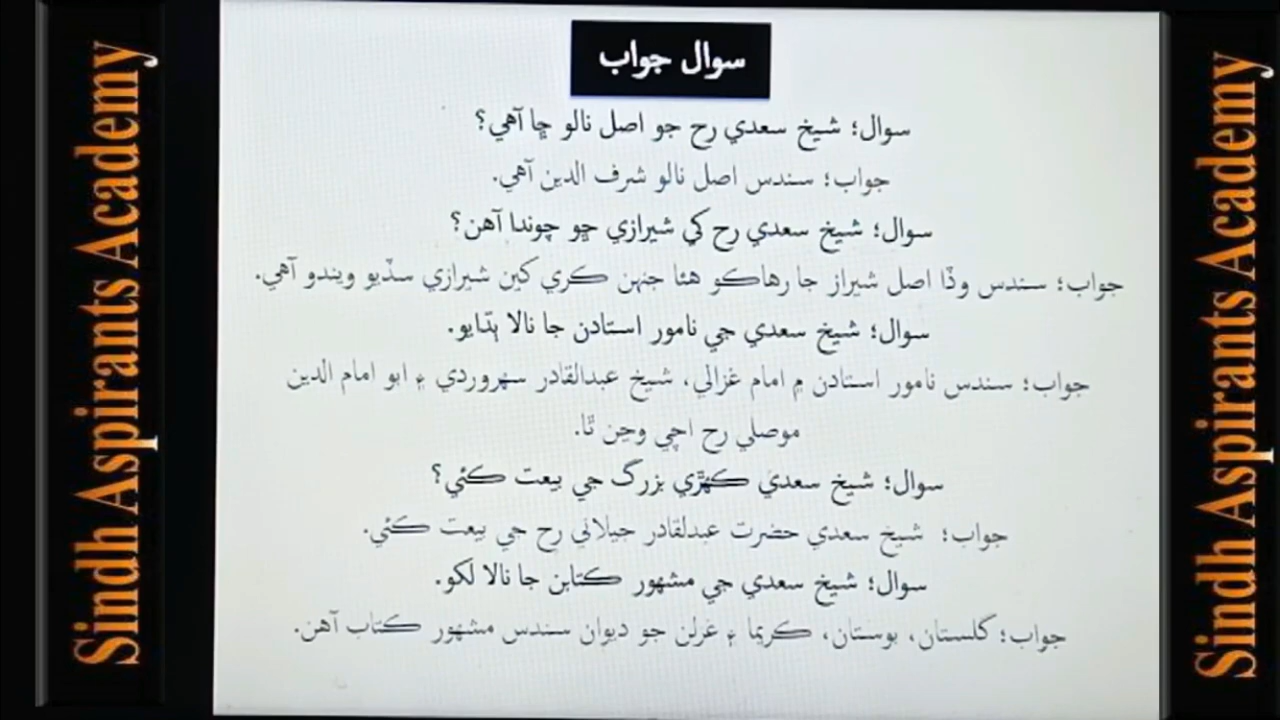 Sindh Aspirants Academy
سوال جواب
سوال؛ شيخ سعدي رح جو اصل نالو ڇا آهي؟
جواب؛ سندس اصل نالو شرف الدين آهي.
سوال؛ شيخ سعدي رح کي شيرازي ڇو چوندا آهن؟
جواب؛ سندس وڏا اصل شيراز جا رهاڪو هئا جنهن ڪري کين شيرازي سڏيو ويندو آهي.
سوال؛ شيخ سعدي جي نامور استادن جا نالا ٻڌايو.
جواب؛ سندس نامور استادن ۾ امام غزالي، شيخ عبدالقادر سهروردي ۽ ابو امام الدين
موصلي رح اچي وڃن ٿا.
سوال؛ شيخ سعديَ ڪهڙي بزرگ جي بيعت ڪئي؟
جواب؛ شيخ سعدي حضرت عبدلقادر جيلاني رح جي بيعت ڪئي.
سوال؛ شيخ سعدي جي مشهور ڪتابن جا نالا لکو.
جواب؛ گلستان، بوستان، ڪريما ۽ غزلن جو ديوان سندس مشهور ڪتاب آهن.
Sindh Aspirants Academy